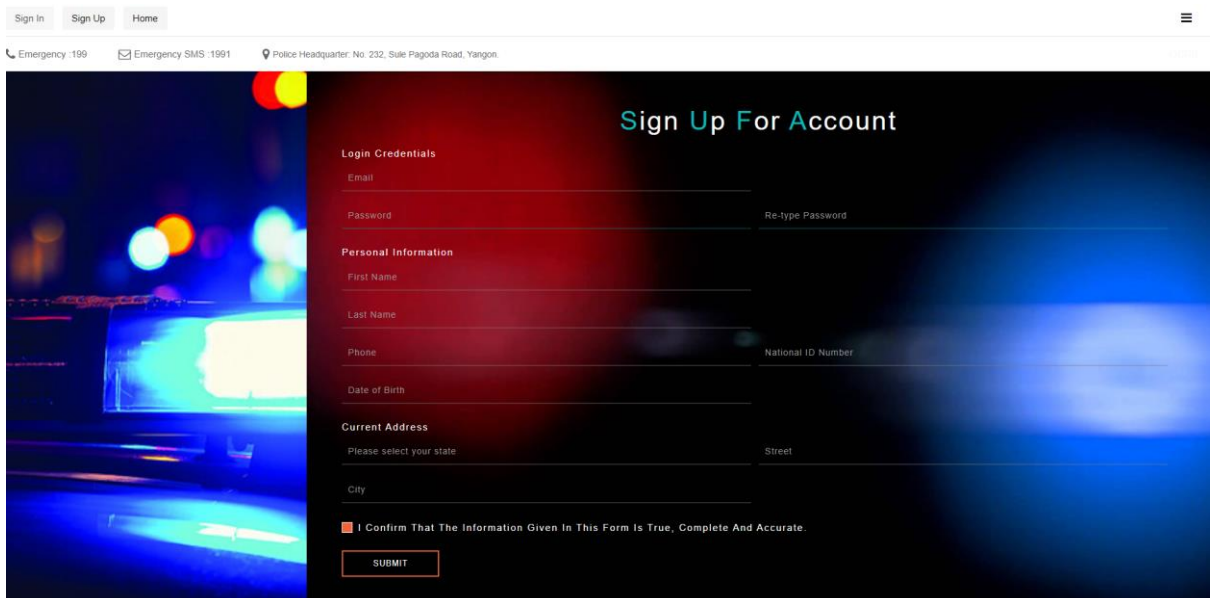 Sign In Sign Up Home
Emergency :199 Emergency SMS :1991 Police Headquarter: No. 232, Sule Pagoda Road, Yangon.
Sign Up For Account
Login Credentials
Email
Password Re-type Password
Personal Information
First Name
Last Name
Phone National ID Number
Date of Birth
Current Address
Please select your state Street
City
I Confirm That The Information Given In This Form Is True, Complete And Accurate.
SUBMIT